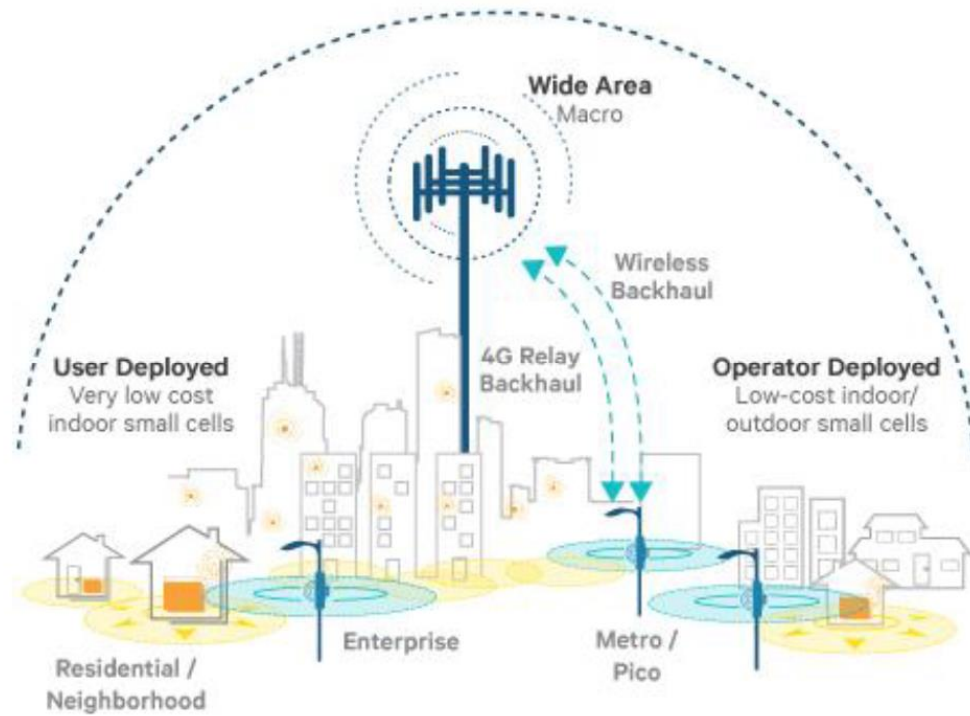 Wide Area
Macro
Wireless
Backhaul
4G Relay
Backhaul
User Deployed
Very low cost
indoor small cells
Operator Deployed
Low-cost indoor/
outdoor small cells
Enterprise
Metro /
Pico
Residential /
Neighborhood